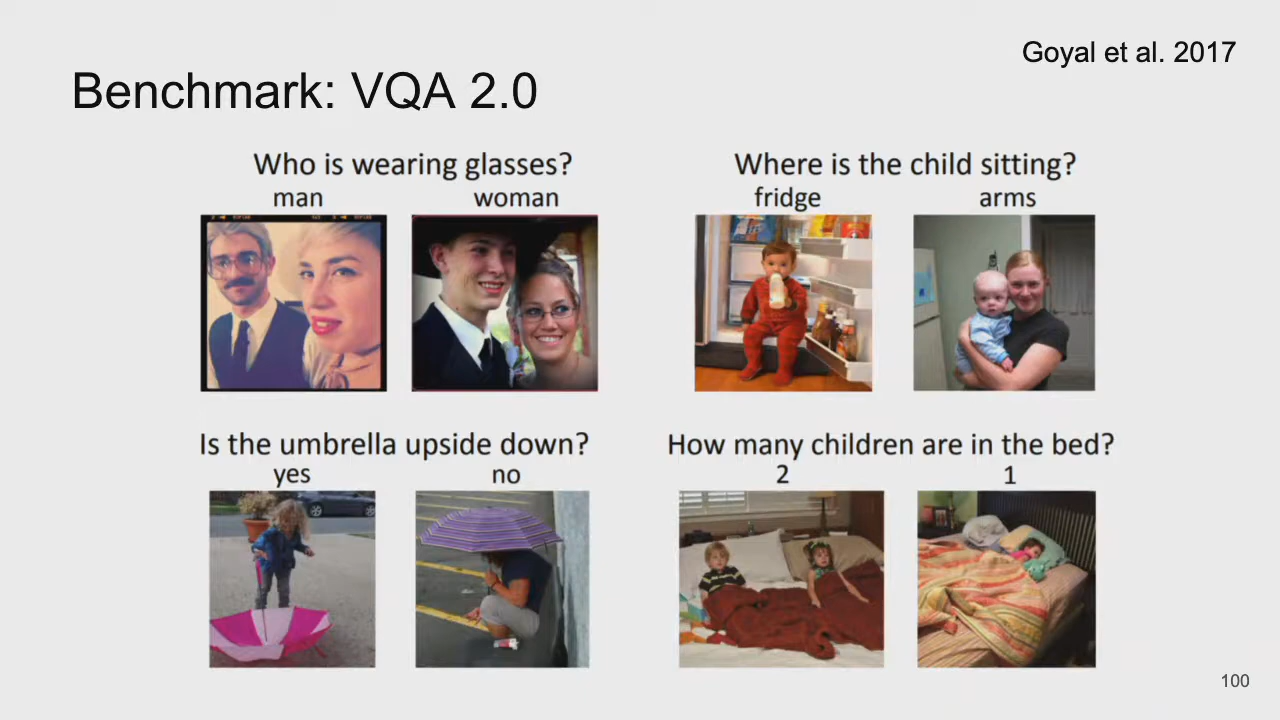 Goyal et al. 2017
Benchmark: VQA 2.0
Who is wearing glasses?
man woman
Where is the child sitting?
fridge arms
Is the umbrella upside down?
yes no
How many children are in the bed?
2 1
100